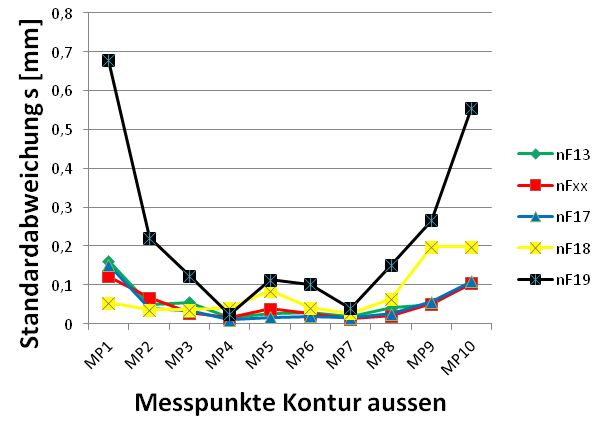 Standardabweichung s [mm]
0,8
0,7
0,6
0,5
0,4
0,3
0,2
0,1
0
MP1
MP2
MP3
MP4
MP5
MP6
MP7
MP8
MP9
MP10
Messpunkte Kontur aussen
nF13
nFxx
nF17
nF18
nF19